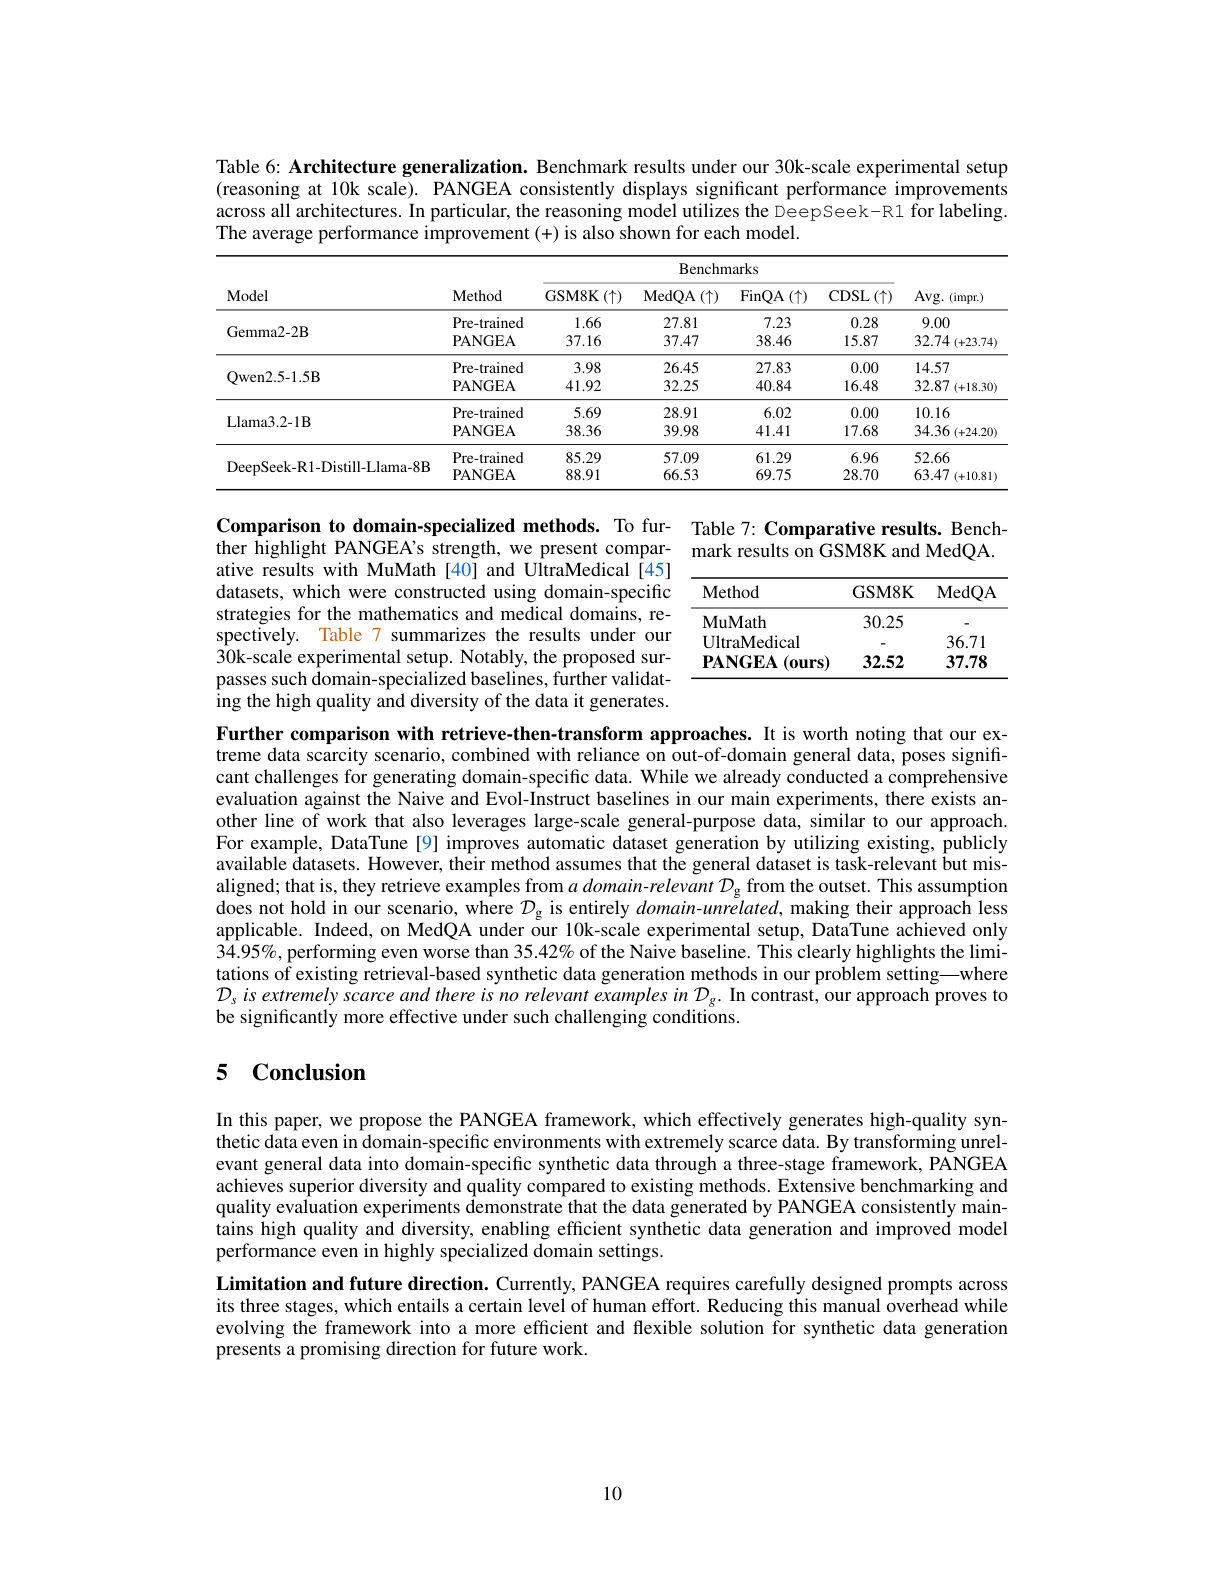 Table 6: Architecture generalization. Benchmark results under our 30k-scale experimental setup
(reasoning at 10k scale). PANGEA consistently displays significant performance improvements
across all architectures. In particular, the reasoning model utilizes the DeepSeek-R1 for labeling.
The average performance improvement (+) is also shown for each model.
Benchmarks
Model Method GSM8K (↑) MedQA (↑) FinQA (↑) CDSL (↑) Avg. (impr.)
Gemma2-2B
Pre-trained 1.66 27.81 7.23 0.28 9.00
PANGEA 37.16 37.47 38.46 15.87 32.74 (+23.74)
Qwen2.5-1.5B
Pre-trained 3.98 26.45 27.83 0.00 14.57
PANGEA 41.92 32.25 40.84 16.48 32.87 (+18.30)
Llama3.2-1B
Pre-trained 5.69 28.91 6.02 0.00 10.16
PANGEA 38.36 39.98 41.41 17.68 34.36 (+24.20)
DeepSeek-R1-Distill-Llama-8B
Pre-trained 85.29 57.09 61.29 6.96 52.66
PANGEA 88.91 66.53 69.75 28.70 63.47 (+10.81)
Comparison to domain-specialized methods. To fur-
ther highlight PANGEA's strength, we present compar-
ative results with MuMath [40] and UltraMedical [45]
datasets, which were constructed using domain-specific
strategies for the mathematics and medical domains, re-
spectively. Table 7 summarizes the results under our
30k-scale experimental setup. Notably, the proposed sur-
passes such domain-specialized baselines, further validat-
ing the high quality and diversity of the data it generates.
Table 7: Comparative results. Bench-
mark results on GSM8K and MedQA.
Method GSM8K MedQA
MuMath 30.25 -
UltraMedical - 36.71
PANGEA (ours) 32.52 37.78
Further comparison with retrieve-then-transform approaches. It is worth noting that our ex-
treme data scarcity scenario, combined with reliance on out-of-domain general data, poses signifi-
cant challenges for generating domain-specific data. While we already conducted a comprehensive
evaluation against the Naive and Evol-Instruct baselines in our main experiments, there exists an-
other line of work that also leverages large-scale general-purpose data, similar to our approach.
For example, DataTune [9] improves automatic dataset generation by utilizing existing, publicly
available datasets. However, their method assumes that the general dataset is task-relevant but mis-
aligned; that is, they retrieve examples from a domain-relevant 𝒟g from the outset. This assumption
does not hold in our scenario, where 𝒟g is entirely domain-unrelated, making their approach less
applicable. Indeed, on MedQA under our 10k-scale experimental setup, DataTune achieved only
34.95%, performing even worse than 35.42% of the Naive baseline. This clearly highlights the limi-
tations of existing retrieval-based synthetic data generation methods in our problem setting—where
𝒟s is extremely scarce and there is no relevant examples in 𝒟g. In contrast, our approach proves to
be significantly more effective under such challenging conditions.
5 Conclusion
In this paper, we propose the PANGEA framework, which effectively generates high-quality syn-
thetic data even in domain-specific environments with extremely scarce data. By transforming unrel-
evant general data into domain-specific synthetic data through a three-stage framework, PANGEA
achieves superior diversity and quality compared to existing methods. Extensive benchmarking and
quality evaluation experiments demonstrate that the data generated by PANGEA consistently main-
tains high quality and diversity, enabling efficient synthetic data generation and improved model
performance even in highly specialized domain settings.
Limitation and future direction. Currently, PANGEA requires carefully designed prompts across
its three stages, which entails a certain level of human effort. Reducing this manual overhead while
evolving the framework into a more efficient and flexible solution for synthetic data generation
presents a promising direction for future work.
10